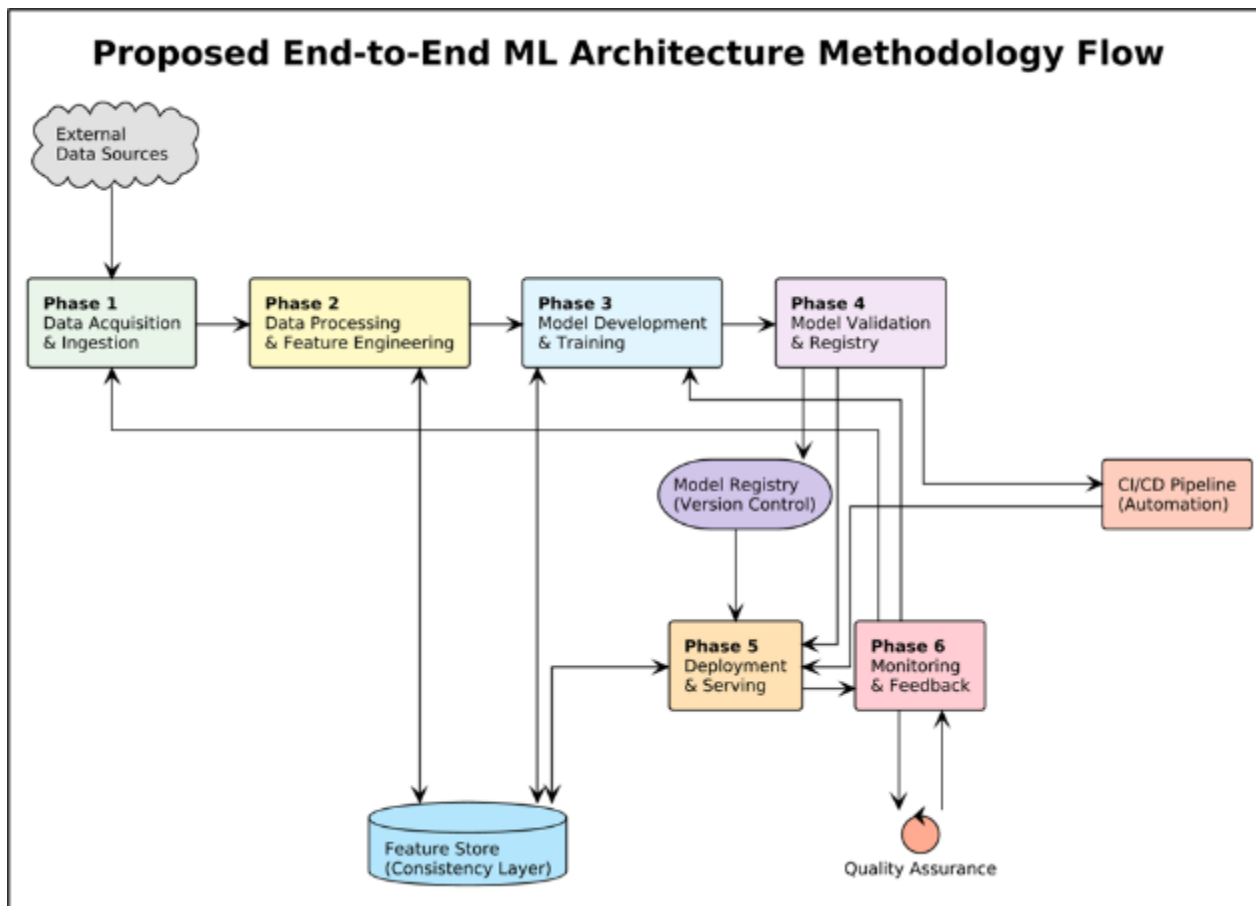 Proposed End-to-End ML Architecture Methodology Flow
External
Data Sources
Phase 1
Data Acquisition
& Ingestion
Phase 2
Data Processing
& Feature Engineering
Phase 3
Model Development
& Training
Phase 4
Model Validation
& Registry
Model Registry
(Version Control)
CI/CD Pipeline
(Automation)
Phase 5
Deployment
& Serving
Phase 6
Monitoring
& Feedback
Feature Store
(Consistency Layer)
Quality Assurance